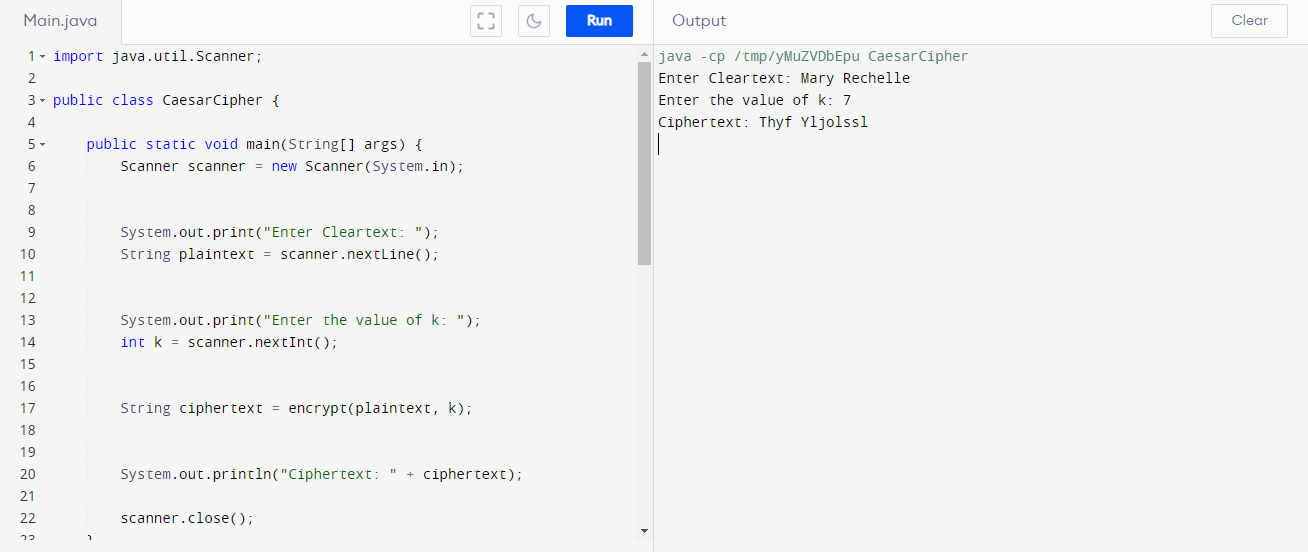 Main.java
Run
Output
Clear
1 import java.util.Scanner;
2
3 public class CaesarCipher {
4
5 public static void main(String[] args) {
6 Scanner scanner = new Scanner(System.in);
7
8
9 System.out.print("Enter Cleartext: ");
10 String plaintext = scanner.nextLine();
11
12
13 System.out.print("Enter the value of k: ");
14 int k = scanner.nextInt();
15
16
17 String ciphertext = encrypt(plaintext, k);
18
19
20 System.out.println("Ciphertext: " + ciphertext);
21
22 scanner.close();
23 }
java -cp /tmp/yMuZVDbEpu CaesarCipher
Enter Cleartext: Mary Rechelle
Enter the value of k: 7
Ciphertext: Thyf Yljolssl